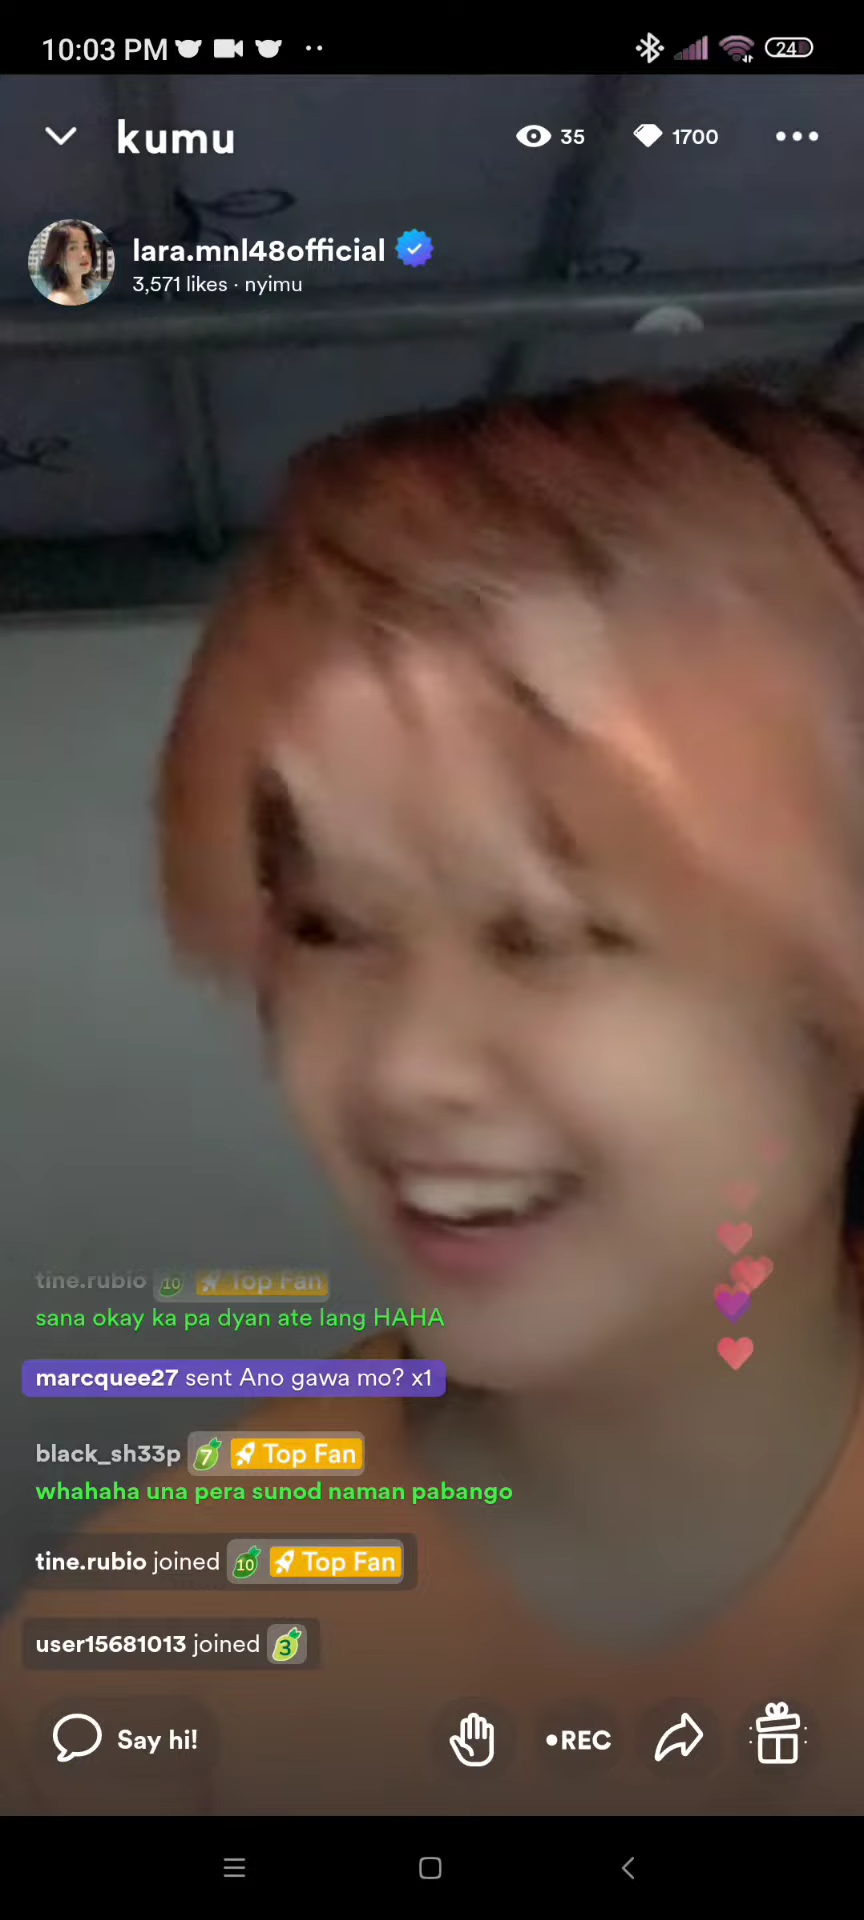 10:03 PM
24
kumu
35
1700
lara.mnl48official
3,571 likes · nyimu
tine.rubio 10 Top Fan
sana okay ka pa dyan ate lang HAHA
marcquee27 sent Ano gawa mo? x1
black_sh33p 7 Top Fan
whahaha una pera sunod naman pabango
tine.rubio joined 10 Top Fan
user15681013 joined 3
Say hi!
•REC